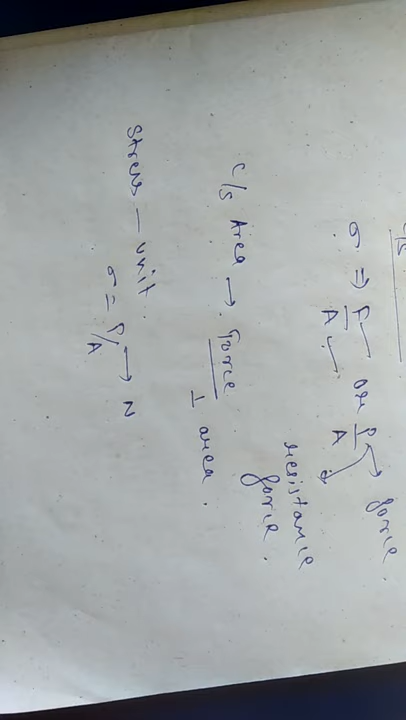 σ ⇒ F/A or P/A → force
resistance force.
c/s Area → Force ⊥ area.
Stress - unit.
σ = P/A → N